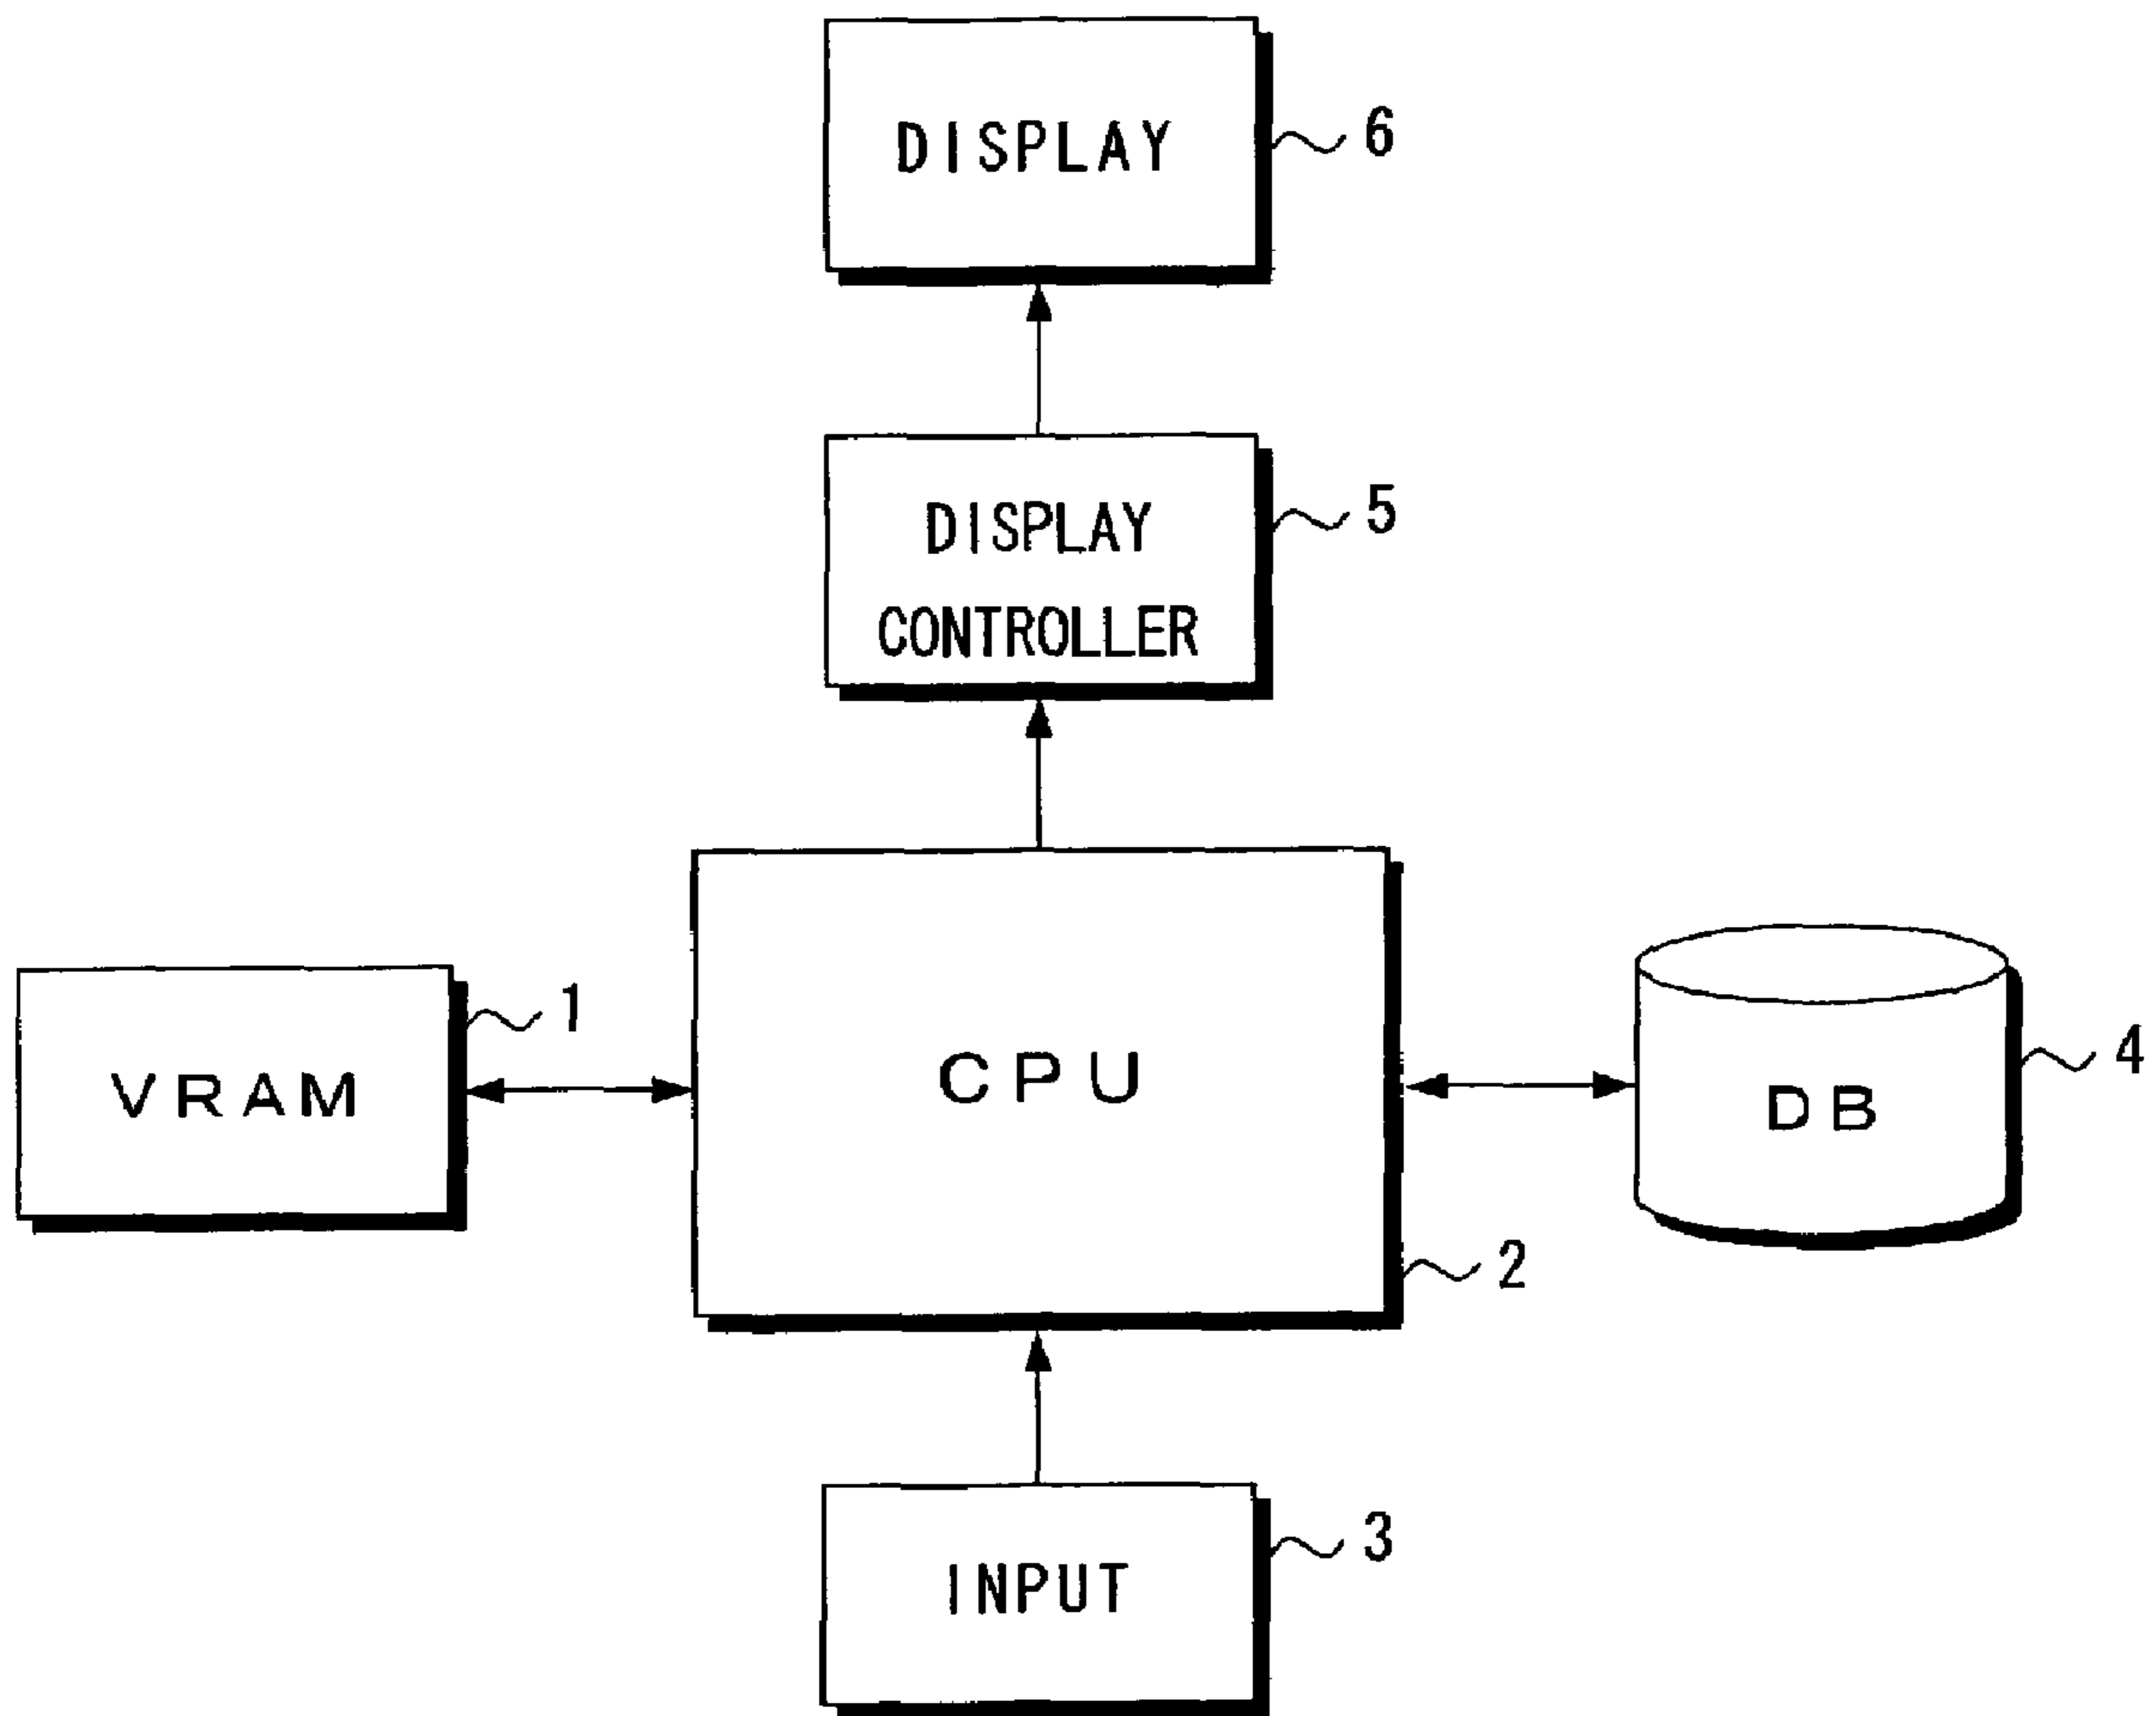 DISPLAY
6
DISPLAY
CONTROLLER
5
VRAM
1
CPU
2
DB
4
INPUT
3